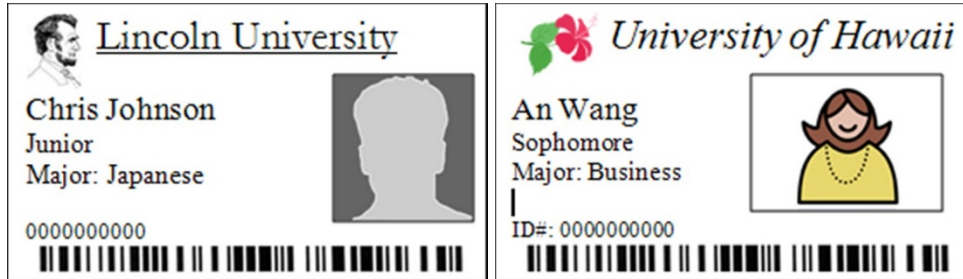 Lincoln University
Chris Johnson
Junior
Major: Japanese
0000000000
University of Hawaii
An Wang
Sophomore
Major: Business
ID#: 0000000000